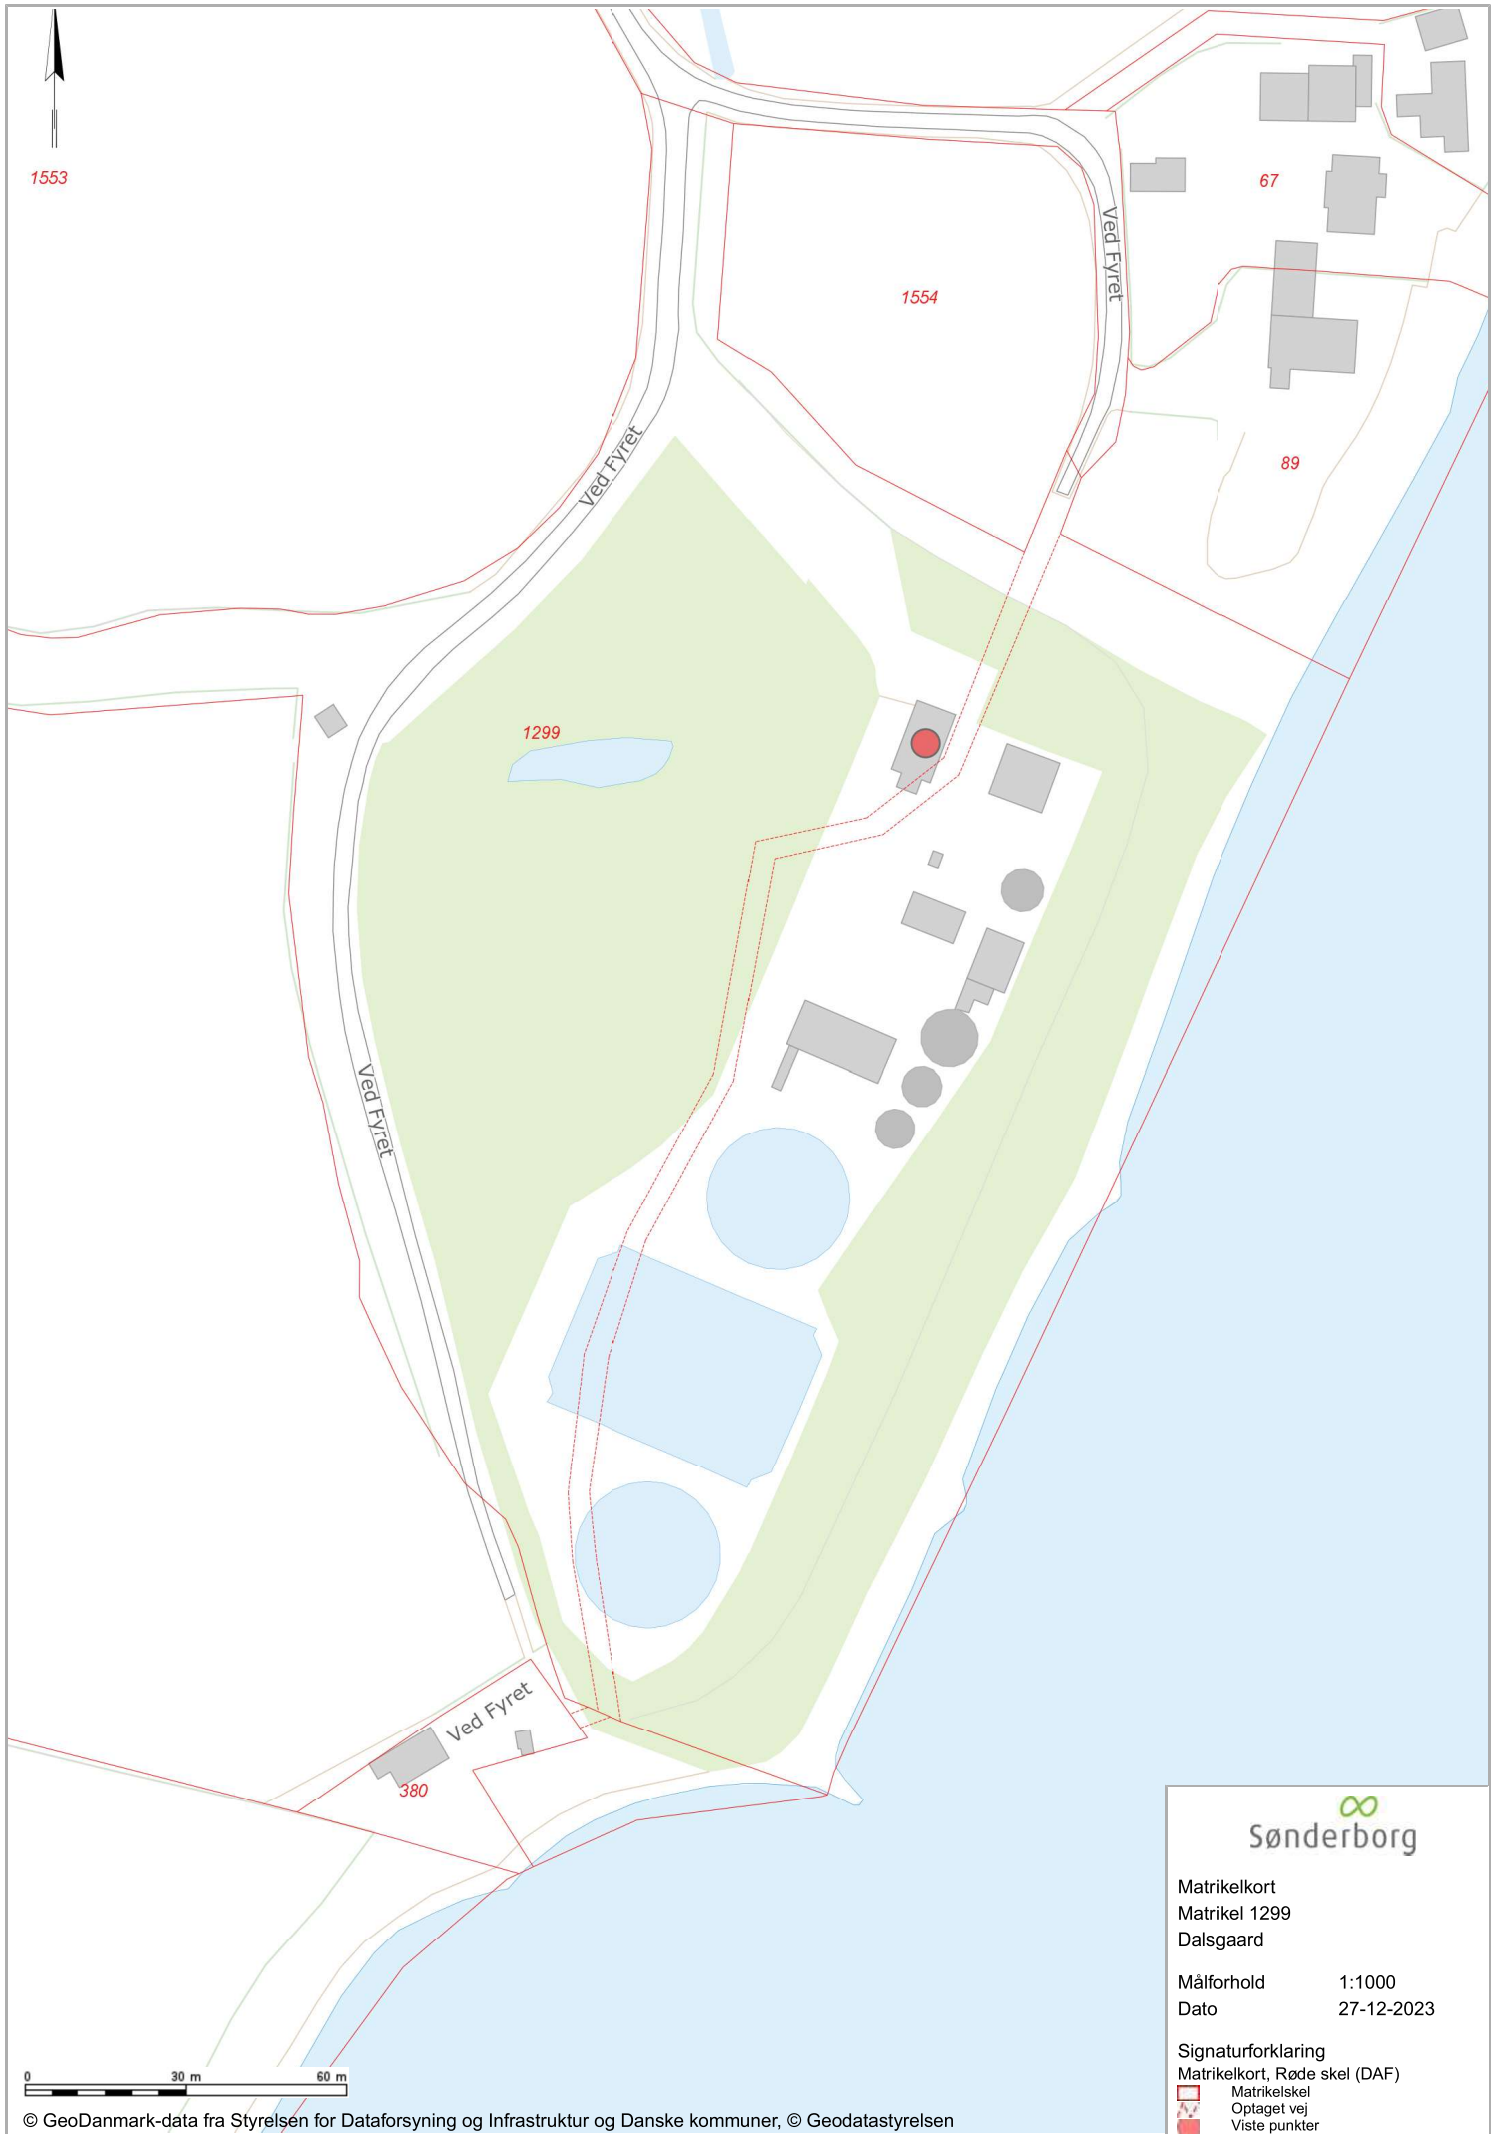 1553
67
Ved Fyret
1554
Ved Fyret
89
1299
Ved Fyret
Ved Fyret
380
Sønderborg
Matrikelkort
Matrikel 1299
Dalsgaard
Målforhold 1:1000
Dato 27-12-2023
Signaturforklaring
Matrikelkort, Røde skel (DAF)
Matrikelskel
Optaget vej
Viste punkter
0 30 m 60 m
© GeoDanmark-data fra Styrelsen for Dataforsyning og Infrastruktur og Danske kommuner, © Geodatastyrelsen